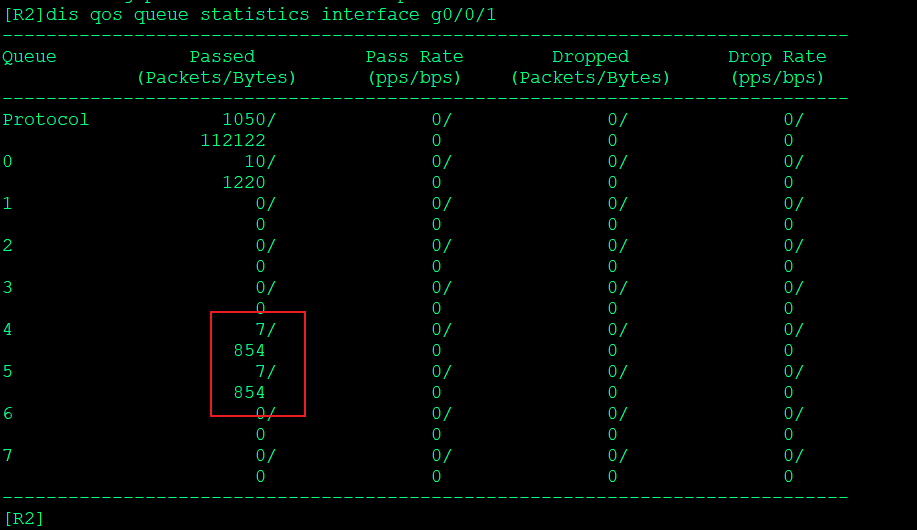 [R2]dis qos queue statistics interface g0/0/1
-----------------------------------------------------------------------------
Queue            Passed          Pass Rate        Dropped         Drop Rate
            (Packets/Bytes)      (pps/bps)    (Packets/Bytes)     (pps/bps)
-----------------------------------------------------------------------------
Protocol            1050/              0/              0/              0/
                  112122               0               0               0
0                     10/              0/              0/              0/
                    1220               0               0               0
1                      0/              0/              0/              0/
                       0               0               0               0
2                      0/              0/              0/              0/
                       0               0               0               0
3                      0/              0/              0/              0/
                       0               0               0               0
4                      7/              0/              0/              0/
                     854               0               0               0
5                      7/              0/              0/              0/
                     854               0               0               0
6                      0/              0/              0/              0/
                       0               0               0               0
7                      0/              0/              0/              0/
                       0               0               0               0
-----------------------------------------------------------------------------
[R2]